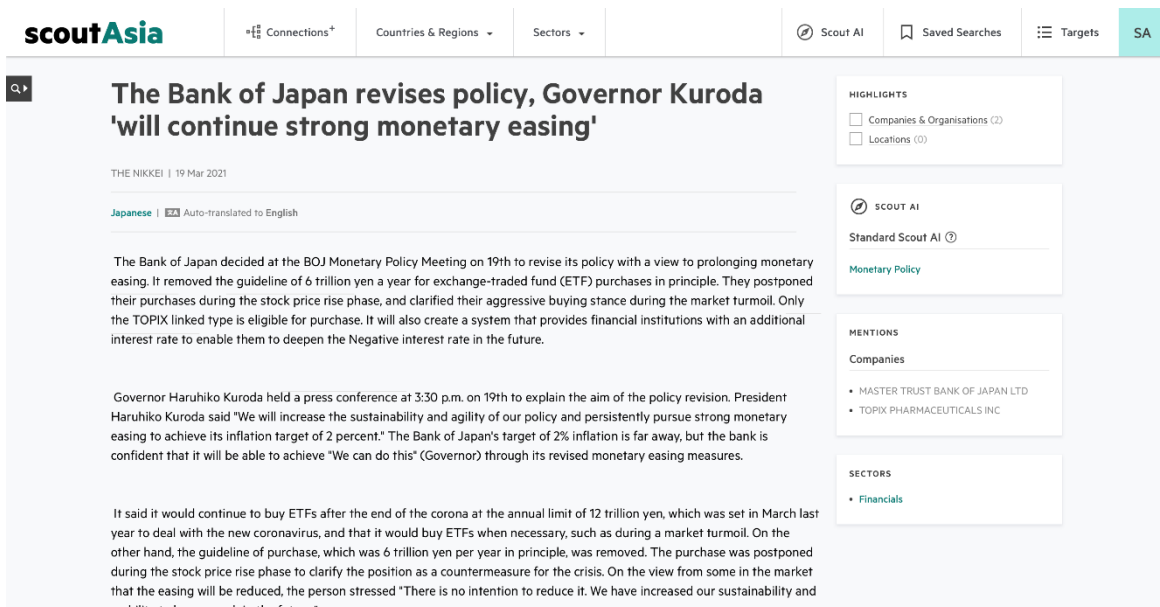 scoutAsia
Connections+
Countries & Regions
Sectors
Scout AI
Saved Searches
Targets
SA
The Bank of Japan revises policy, Governor Kuroda
'will continue strong monetary easing'
THE NIKKEI | 19 Mar 2021
Japanese | Auto-translated to English
The Bank of Japan decided at the BOJ Monetary Policy Meeting on 19th to revise its policy with a view to prolonging monetary
easing. It removed the guideline of 6 trillion yen a year for exchange-traded fund (ETF) purchases in principle. They postponed
their purchases during the stock price rise phase, and clarified their aggressive buying stance during the market turmoil. Only
the TOPIX linked type is eligible for purchase. It will also create a system that provides financial institutions with an additional
interest rate to enable them to deepen the Negative interest rate in the future.
Governor Haruhiko Kuroda held a press conference at 3:30 p.m. on 19th to explain the aim of the policy revision. President
Haruhiko Kuroda said "We will increase the sustainability and agility of our policy and persistently pursue strong monetary
easing to achieve its inflation target of 2 percent." The Bank of Japan's target of 2% inflation is far away, but the bank is
confident that it will be able to achieve "We can do this" (Governor) through its revised monetary easing measures.
It said it would continue to buy ETFs after the end of the corona at the annual limit of 12 trillion yen, which was set in March last
year to deal with the new coronavirus, and that it would buy ETFs when necessary, such as during a market turmoil. On the
other hand, the guideline of purchase, which was 6 trillion yen per year in principle, was removed. The purchase was postponed
during the stock price rise phase to clarify the position as a countermeasure for the crisis. On the view from some in the market
that the easing will be reduced, the person stressed "There is no intention to reduce it. We have increased our sustainability and
HIGHLIGHTS
Companies & Organisations (2)
Locations (0)
SCOUT AI
Standard Scout AI ?
Monetary Policy
MENTIONS
Companies
• MASTER TRUST BANK OF JAPAN LTD
• TOPIX PHARMACEUTICALS INC
SECTORS
• Financials